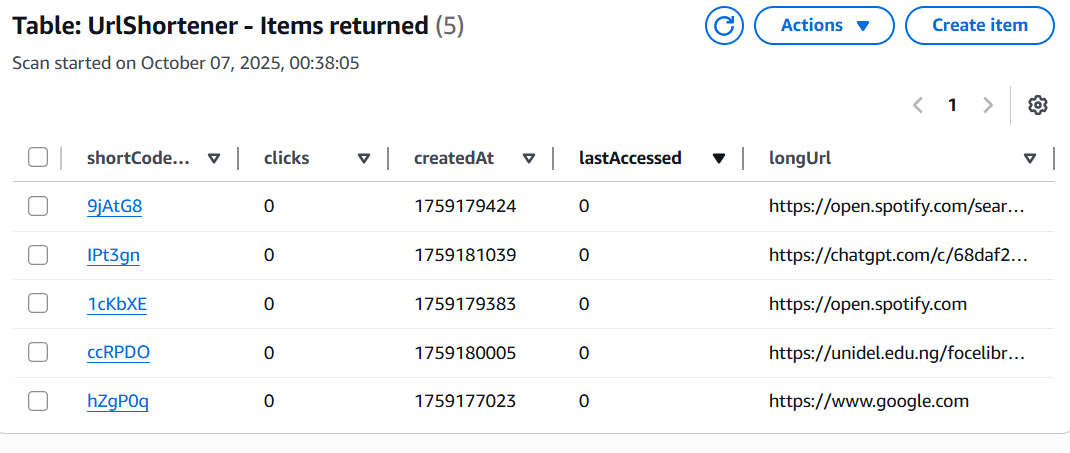 Table: UrlShortener - Items returned (5)
Actions
Create item
Scan started on October 07, 2025, 00:38:05
1
shortCode... clicks createdAt lastAccessed longUrl
9jAtG8 0 1759179424 0 https://open.spotify.com/sear...
IPt3gn 0 1759181039 0 https://chatgpt.com/c/68daf2...
1cKbXE 0 1759179383 0 https://open.spotify.com
ccRPDO 0 1759180005 0 https://unidel.edu.ng/focelibr...
hZgP0q 0 1759177023 0 https://www.google.com